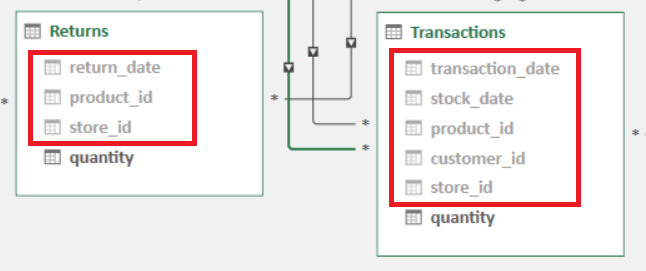 Returns
return_date
product_id
store_id
quantity
Transactions
transaction_date
stock_date
product_id
customer_id
store_id
quantity